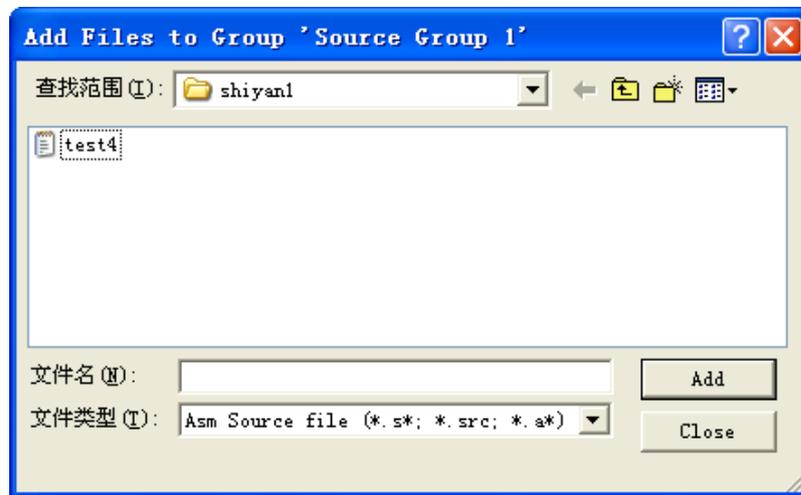 Add Files to Group 'Source Group 1'
查找范围(I): shiyan1
test4
文件名(N):
Add
文件类型(T): Asm Source file (*.s*; *.src; *.a*)
Close